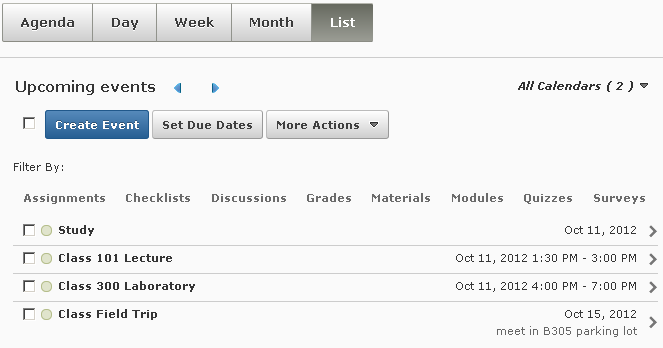 Agenda Day Week Month List
Upcoming events All Calendars ( 2 )
Create Event Set Due Dates More Actions
Filter By:
Assignments Checklists Discussions Grades Materials Modules Quizzes Surveys
Study Oct 11, 2012
Class 101 Lecture Oct 11, 2012 1:30 PM - 3:00 PM
Class 300 Laboratory Oct 11, 2012 4:00 PM - 7:00 PM
Class Field Trip Oct 15, 2012
meet in B305 parking lot